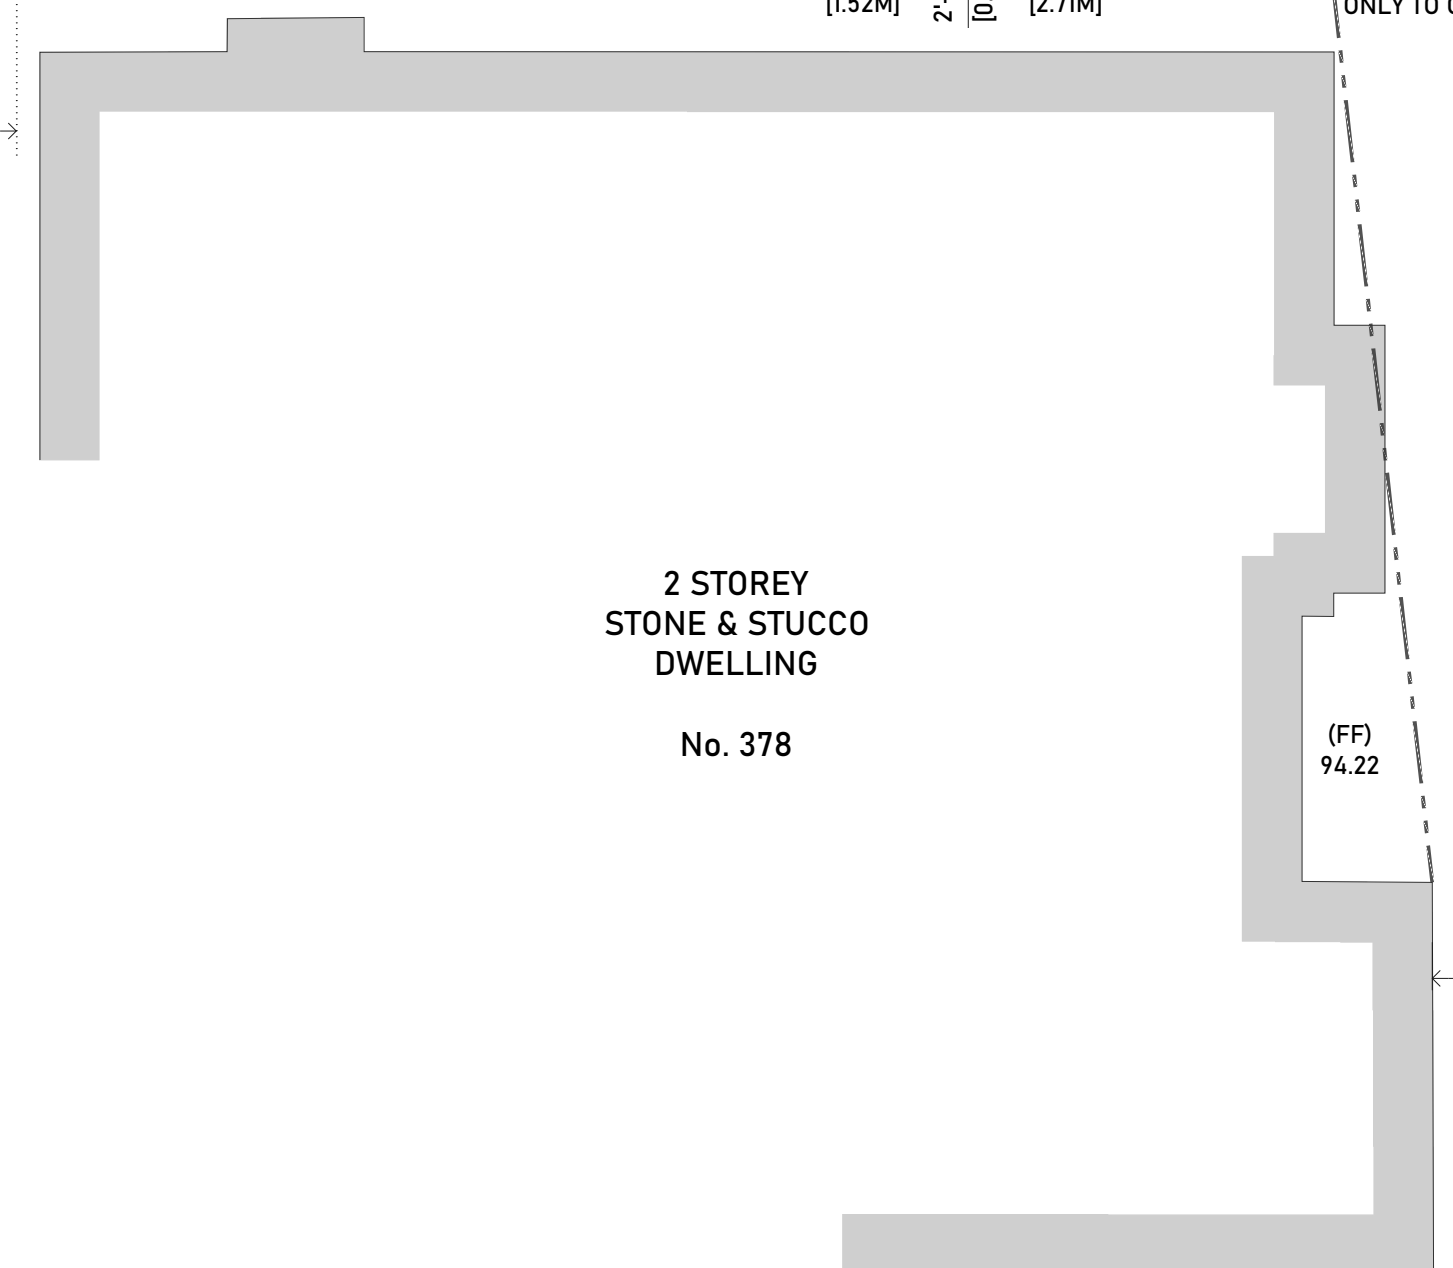 [1.52M]
[2.71M]
ONLY TO
2 STOREY
STONE & STUCCO
DWELLING
No. 378
(FF)
94.22